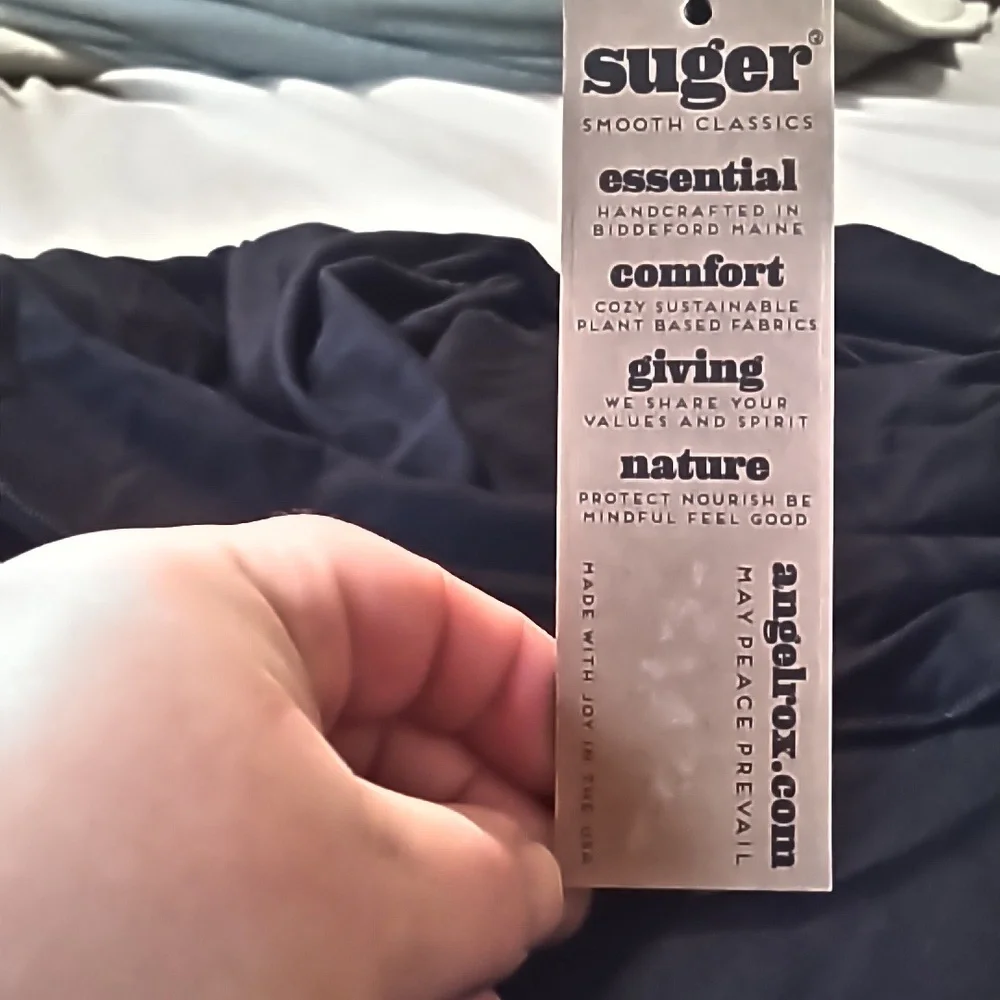 suger®
SMOOTH CLASSICS
essential
HANDCRAFTED IN
BIDDEFORD MAINE
comfort
COZY SUSTAINABLE
PLANT BASED FABRICS
giving
WE SHARE YOUR
VALUES AND SPIRIT
nature
PROTECT NOURISH BE
MINDFUL FEEL GOOD
MADE WITH JOY IN THE USA
angelrox.com
MAY PEACE PREVAIL